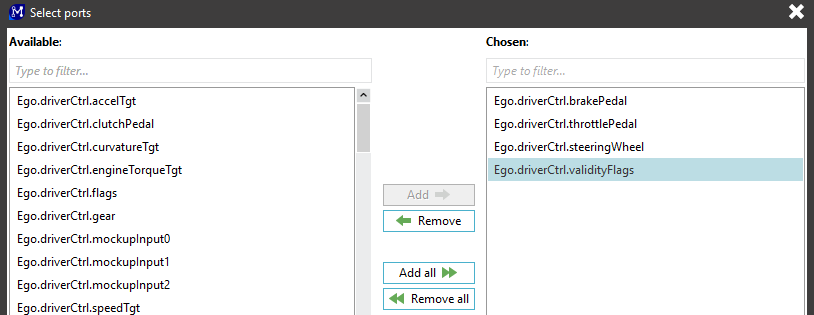 Select ports
Available:
Chosen:
Type to filter...
Type to filter...
Ego.driverCtrl.accelTgt
Ego.driverCtrl.clutchPedal
Ego.driverCtrl.curvatureTgt
Ego.driverCtrl.engineTorqueTgt
Ego.driverCtrl.flags
Ego.driverCtrl.gear
Ego.driverCtrl.mockupInput0
Ego.driverCtrl.mockupInput1
Ego.driverCtrl.mockupInput2
Ego.driverCtrl.speedTgt
Add
Remove
Add all
Remove all
Ego.driverCtrl.brakePedal
Ego.driverCtrl.throttlePedal
Ego.driverCtrl.steeringWheel
Ego.driverCtrl.validityFlags